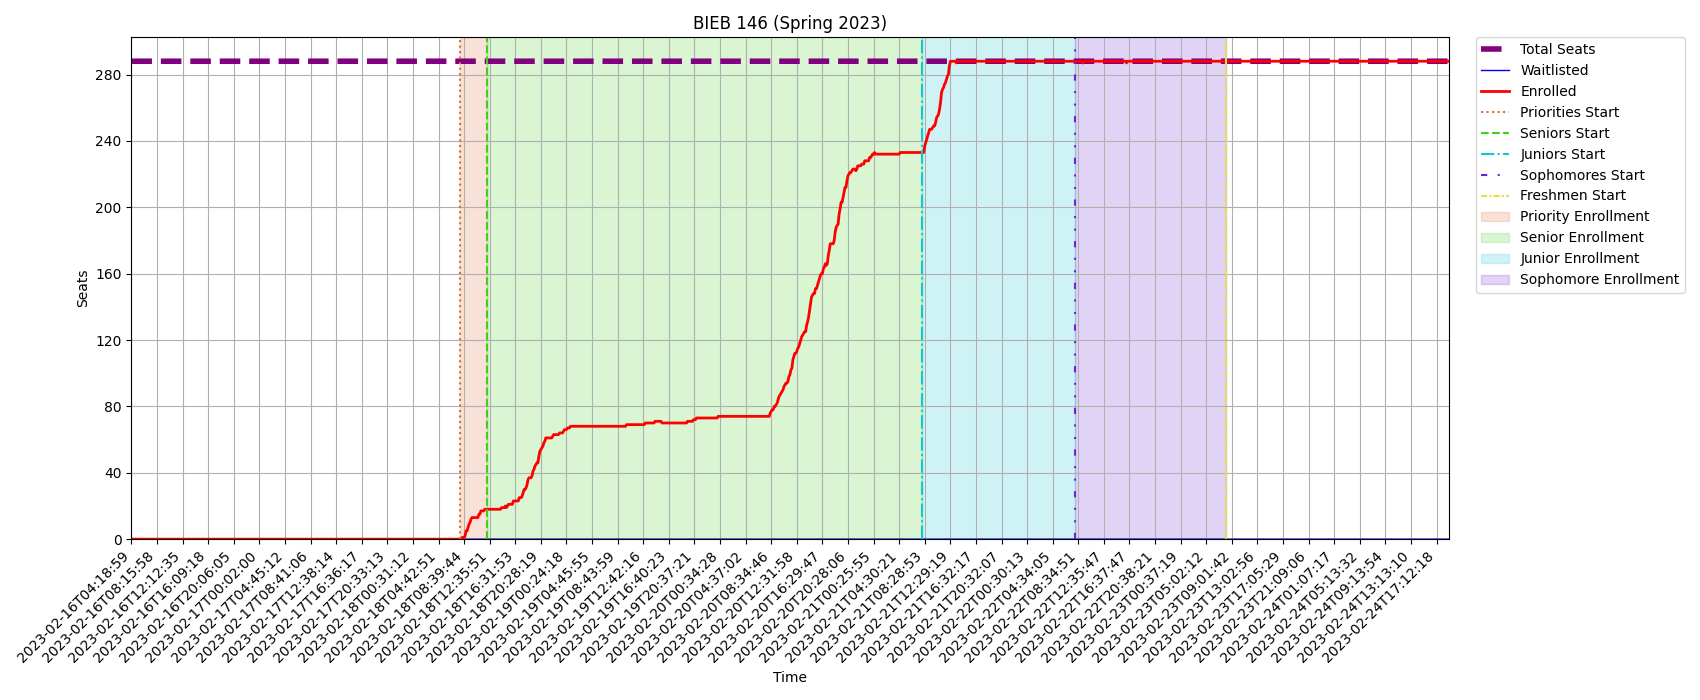 BIEB 146 (Spring 2023)
280
240
200
160
120
80
40
0
Seats
2023-02-16T04:18:59
2023-02-16T08:15:58
2023-02-16T12:12:35
2023-02-16T16:09:18
2023-02-16T20:06:05
2023-02-17T00:02:00
2023-02-17T04:45:12
2023-02-17T08:41:06
2023-02-17T12:38:14
2023-02-17T16:36:17
2023-02-17T20:33:13
2023-02-18T00:31:12
2023-02-18T04:42:51
2023-02-18T08:39:44
2023-02-18T12:35:51
2023-02-18T16:31:53
2023-02-18T20:28:19
2023-02-19T00:24:18
2023-02-19T04:45:55
2023-02-19T08:43:59
2023-02-19T12:42:16
2023-02-19T16:40:23
2023-02-19T20:37:21
2023-02-20T00:34:28
2023-02-20T04:37:02
2023-02-20T08:34:46
2023-02-20T12:31:58
2023-02-20T16:29:47
2023-02-20T20:28:06
2023-02-21T00:25:55
2023-02-21T04:30:21
2023-02-21T08:28:53
2023-02-21T12:29:19
2023-02-21T16:32:17
2023-02-21T20:32:07
2023-02-22T00:30:13
2023-02-22T04:34:05
2023-02-22T08:34:51
2023-02-22T12:35:47
2023-02-22T16:37:47
2023-02-22T20:38:21
2023-02-23T00:37:19
2023-02-23T05:02:12
2023-02-23T09:01:42
2023-02-23T13:02:56
2023-02-23T17:05:29
2023-02-23T21:09:06
2023-02-24T01:07:17
2023-02-24T05:13:32
2023-02-24T09:13:54
2023-02-24T13:13:10
2023-02-24T17:12:18
Time
Total Seats
Waitlisted
Enrolled
Priorities Start
Seniors Start
Juniors Start
Sophomores Start
Freshmen Start
Priority Enrollment
Senior Enrollment
Junior Enrollment
Sophomore Enrollment